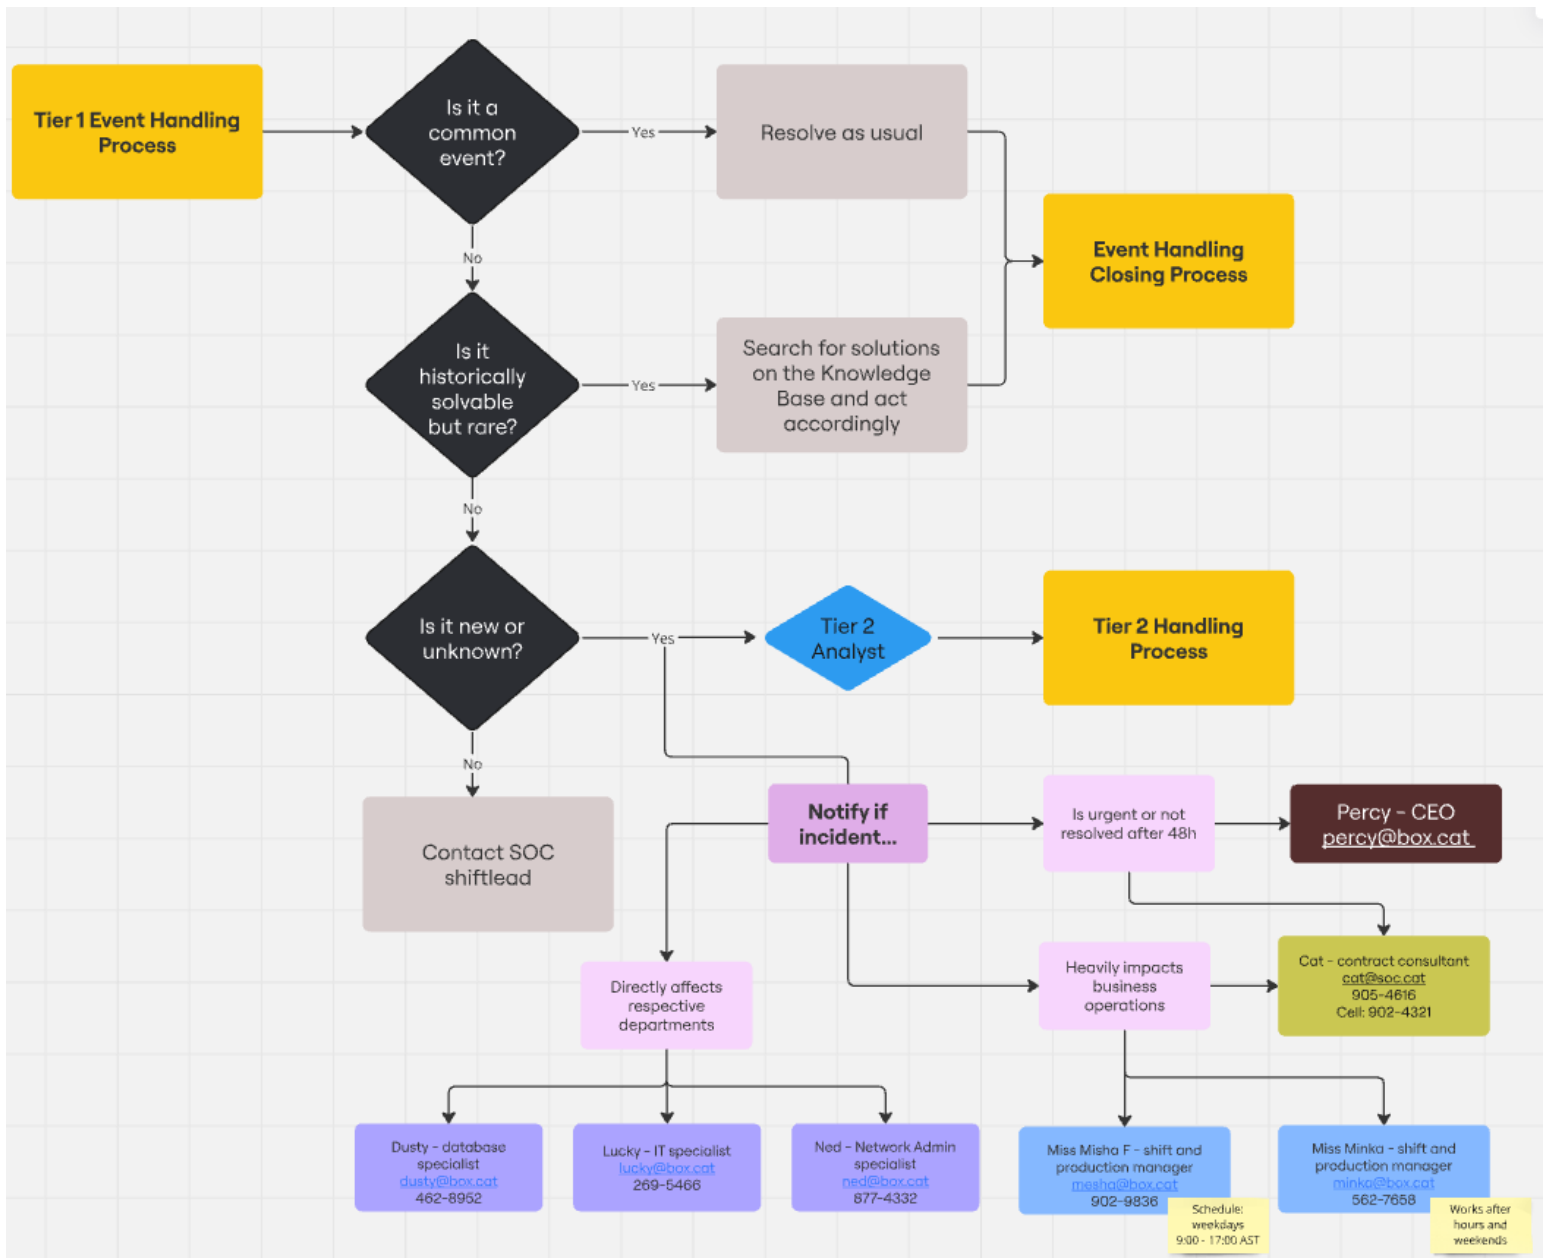 Tier 1 Event Handling
Process
Is it a
common
event?
Yes
Resolve as usual
Event Handling
Closing Process
No
Is it
historically
solvable
but rare?
Yes
Search for solutions
on the Knowledge
Base and act
accordingly
No
Is it new or
unknown?
Yes
Tier 2
Analyst
Tier 2 Handling
Process
No
Contact SOC
shiftlead
Notify if
incident...
Is urgent or not
resolved after 48h
Percy - CEO
percy@box.cat
Directly affects
respective
departments
Heavily impacts
business
operations
Cat - contract consultant
cat@soc.cat
905-4616
Cell: 902-4321
Dusty - database
specialist
dusty@box.cat
462-8952
Lucky - IT specialist
lucky@box.cat
269-5466
Ned - Network Admin
specialist
ned@box.cat
877-4332
Miss Misha F - shift and
production manager
mesha@box.cat
902-9836
Schedule:
weekdays
9:00 - 17:00 AST
Miss Minka - shift and
production manager
minka@box.cat
562-7658
Works after
hours and
weekends